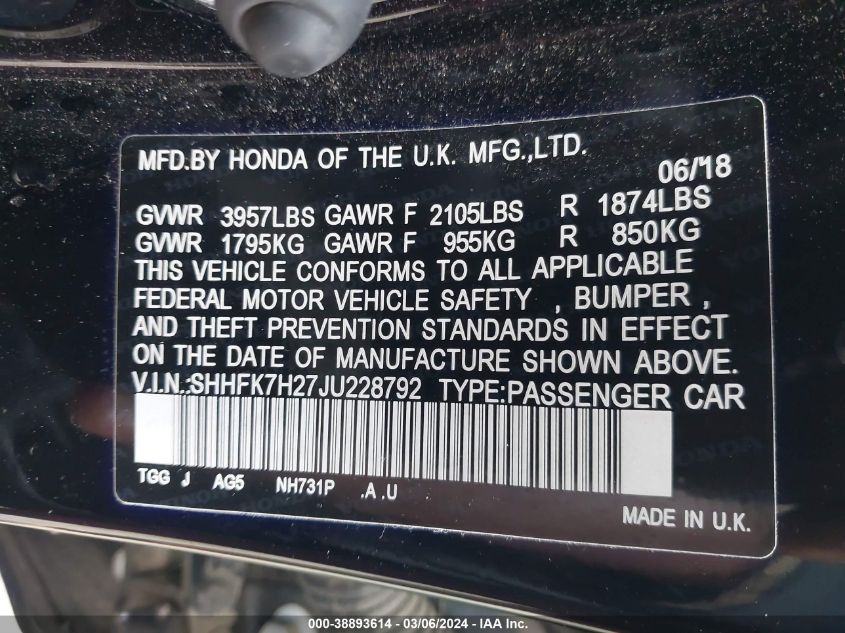 MFD.BY HONDA OF THE U.K. MFG.,LTD.
06/18
GVWR 3957LBS GAWR F 2105LBS R 1874LBS
GVWR 1795KG GAWR F 955KG R 850KG
THIS VEHICLE CONFORMS TO ALL APPLICABLE
FEDERAL MOTOR VEHICLE SAFETY , BUMPER ,
AND THEFT PREVENTION STANDARDS IN EFFECT
ON THE DATE OF MANUFACTURE SHOWN ABOVE.
V.I.N.:SHHFK7H27JU228792 TYPE:PASSENGER CAR
TGG J AG5 NH731P .A .U
MADE IN U.K.
000-38893614 - 03/06/2024 - IAA Inc.